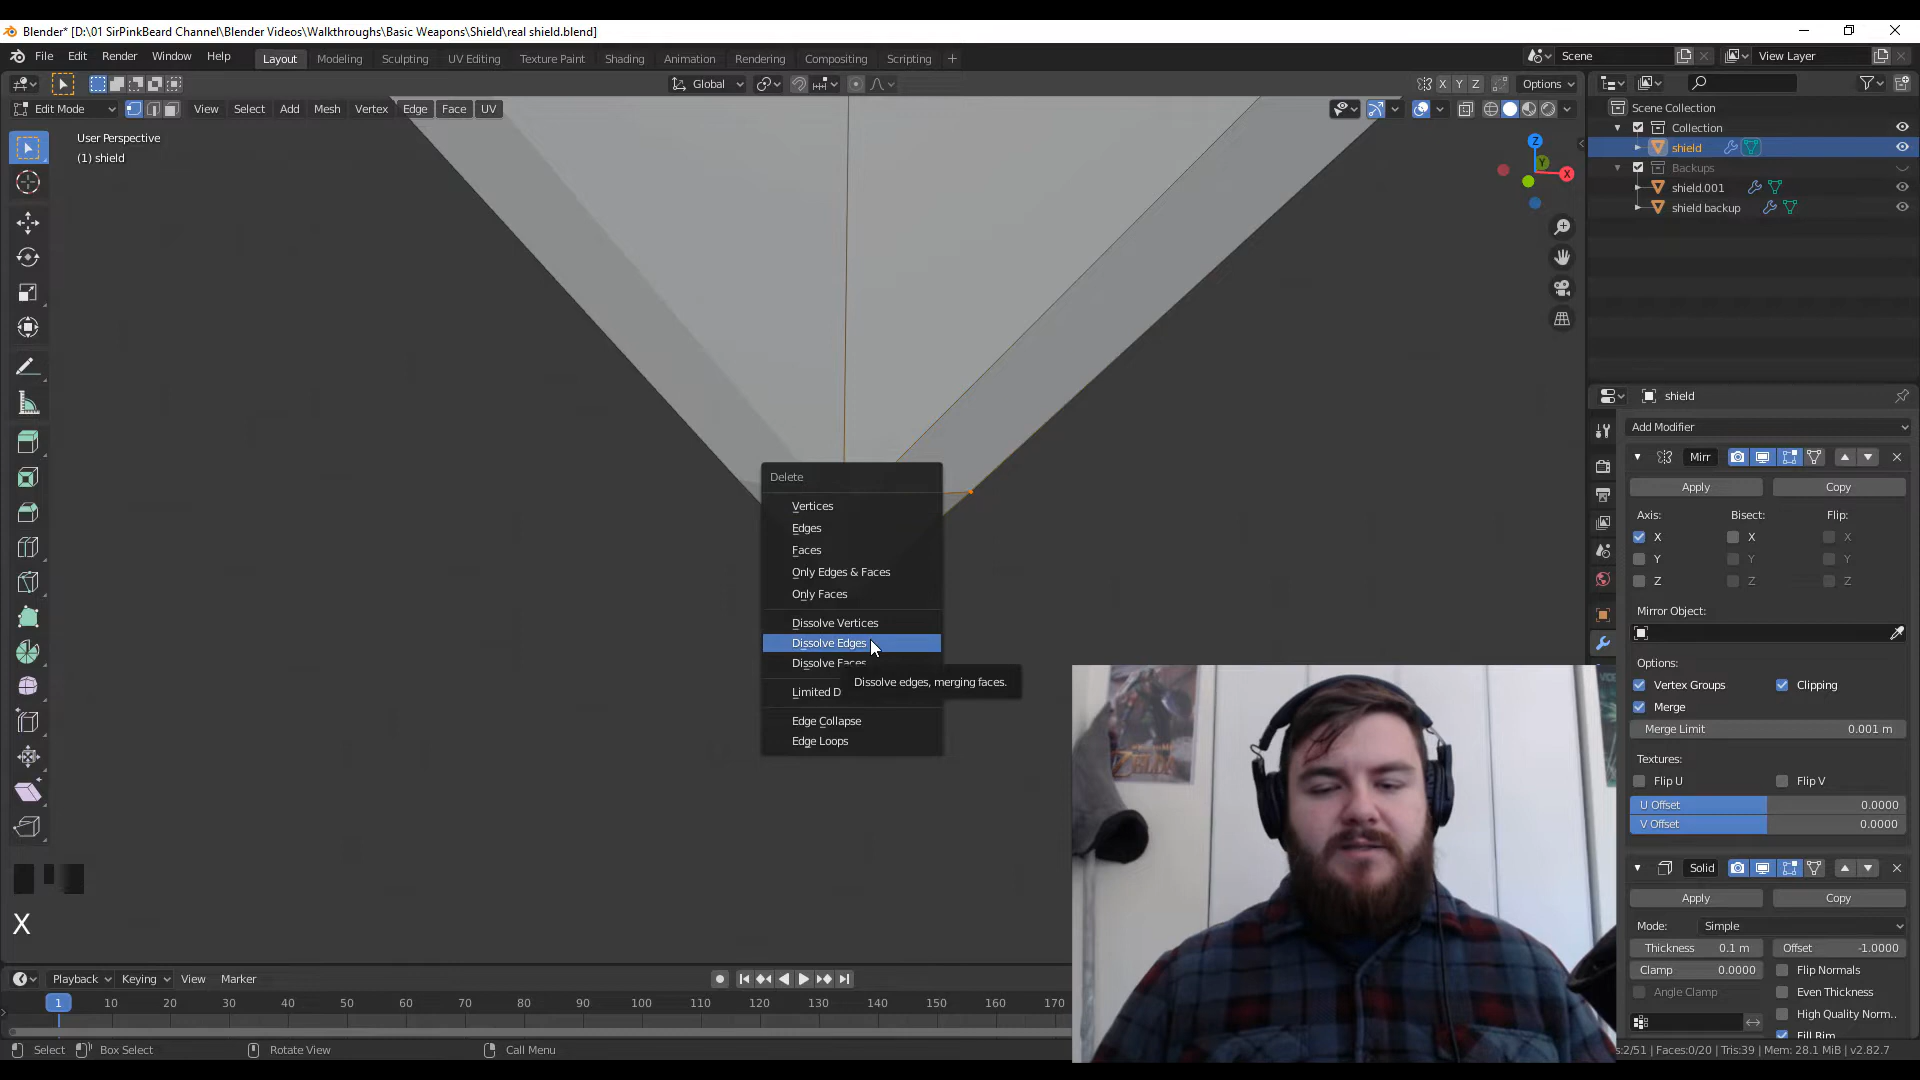 Blender* [D:\01 SirPinkBeard Channel\Blender Videos\Walkthroughs\Basic Weapons\Shield\real shield.blend]
File Edit Render Window Help
Layout Modeling Sculpting UV Editing Texture Paint Shading Animation Rendering Compositing Scripting +
Scene
View Layer
Global
X Y Z
Options
Edit Mode
View Select Add Mesh Vertex Edge Face UV
User Perspective
(1) shield
Z
Y
X
Scene Collection
Collection
shield
Backups
shield.001
shield backup
shield
Add Modifier
Mirr
Apply
Copy
Axis: Bisect: Flip:
X X X
Y Y Y
Z Z Z
Mirror Object:
Options:
Vertex Groups
Clipping
Merge
Merge Limit 0.001 m
Textures:
Flip U
Flip V
U Offset 0.0000
V Offset 0.0000
Solid
Apply
Copy
Mode: Simple
Thickness 0.1 m
Offset -1.0000
Clamp 0.0000
Flip Normals
Angle Clamp
Even Thickness
High Quality Norm..
Fill Rim
Delete
Vertices
Edges
Faces
Only Edges & Faces
Only Faces
Dissolve Vertices
Dissolve Edges
Dissolve Faces
Dissolve edges, merging faces.
Limited D
Edge Collapse
Edge Loops
X
ZELDA
Playback Keying View Marker
1 10 20 30 40 50 60 70 80 90 100 110 120 130 140 150 160 170
Select Box Select Rotate View Call Menu
s:2/51 | Faces:0/20 | Tris:39 | Mem: 28.1 MiB | v2.82.7